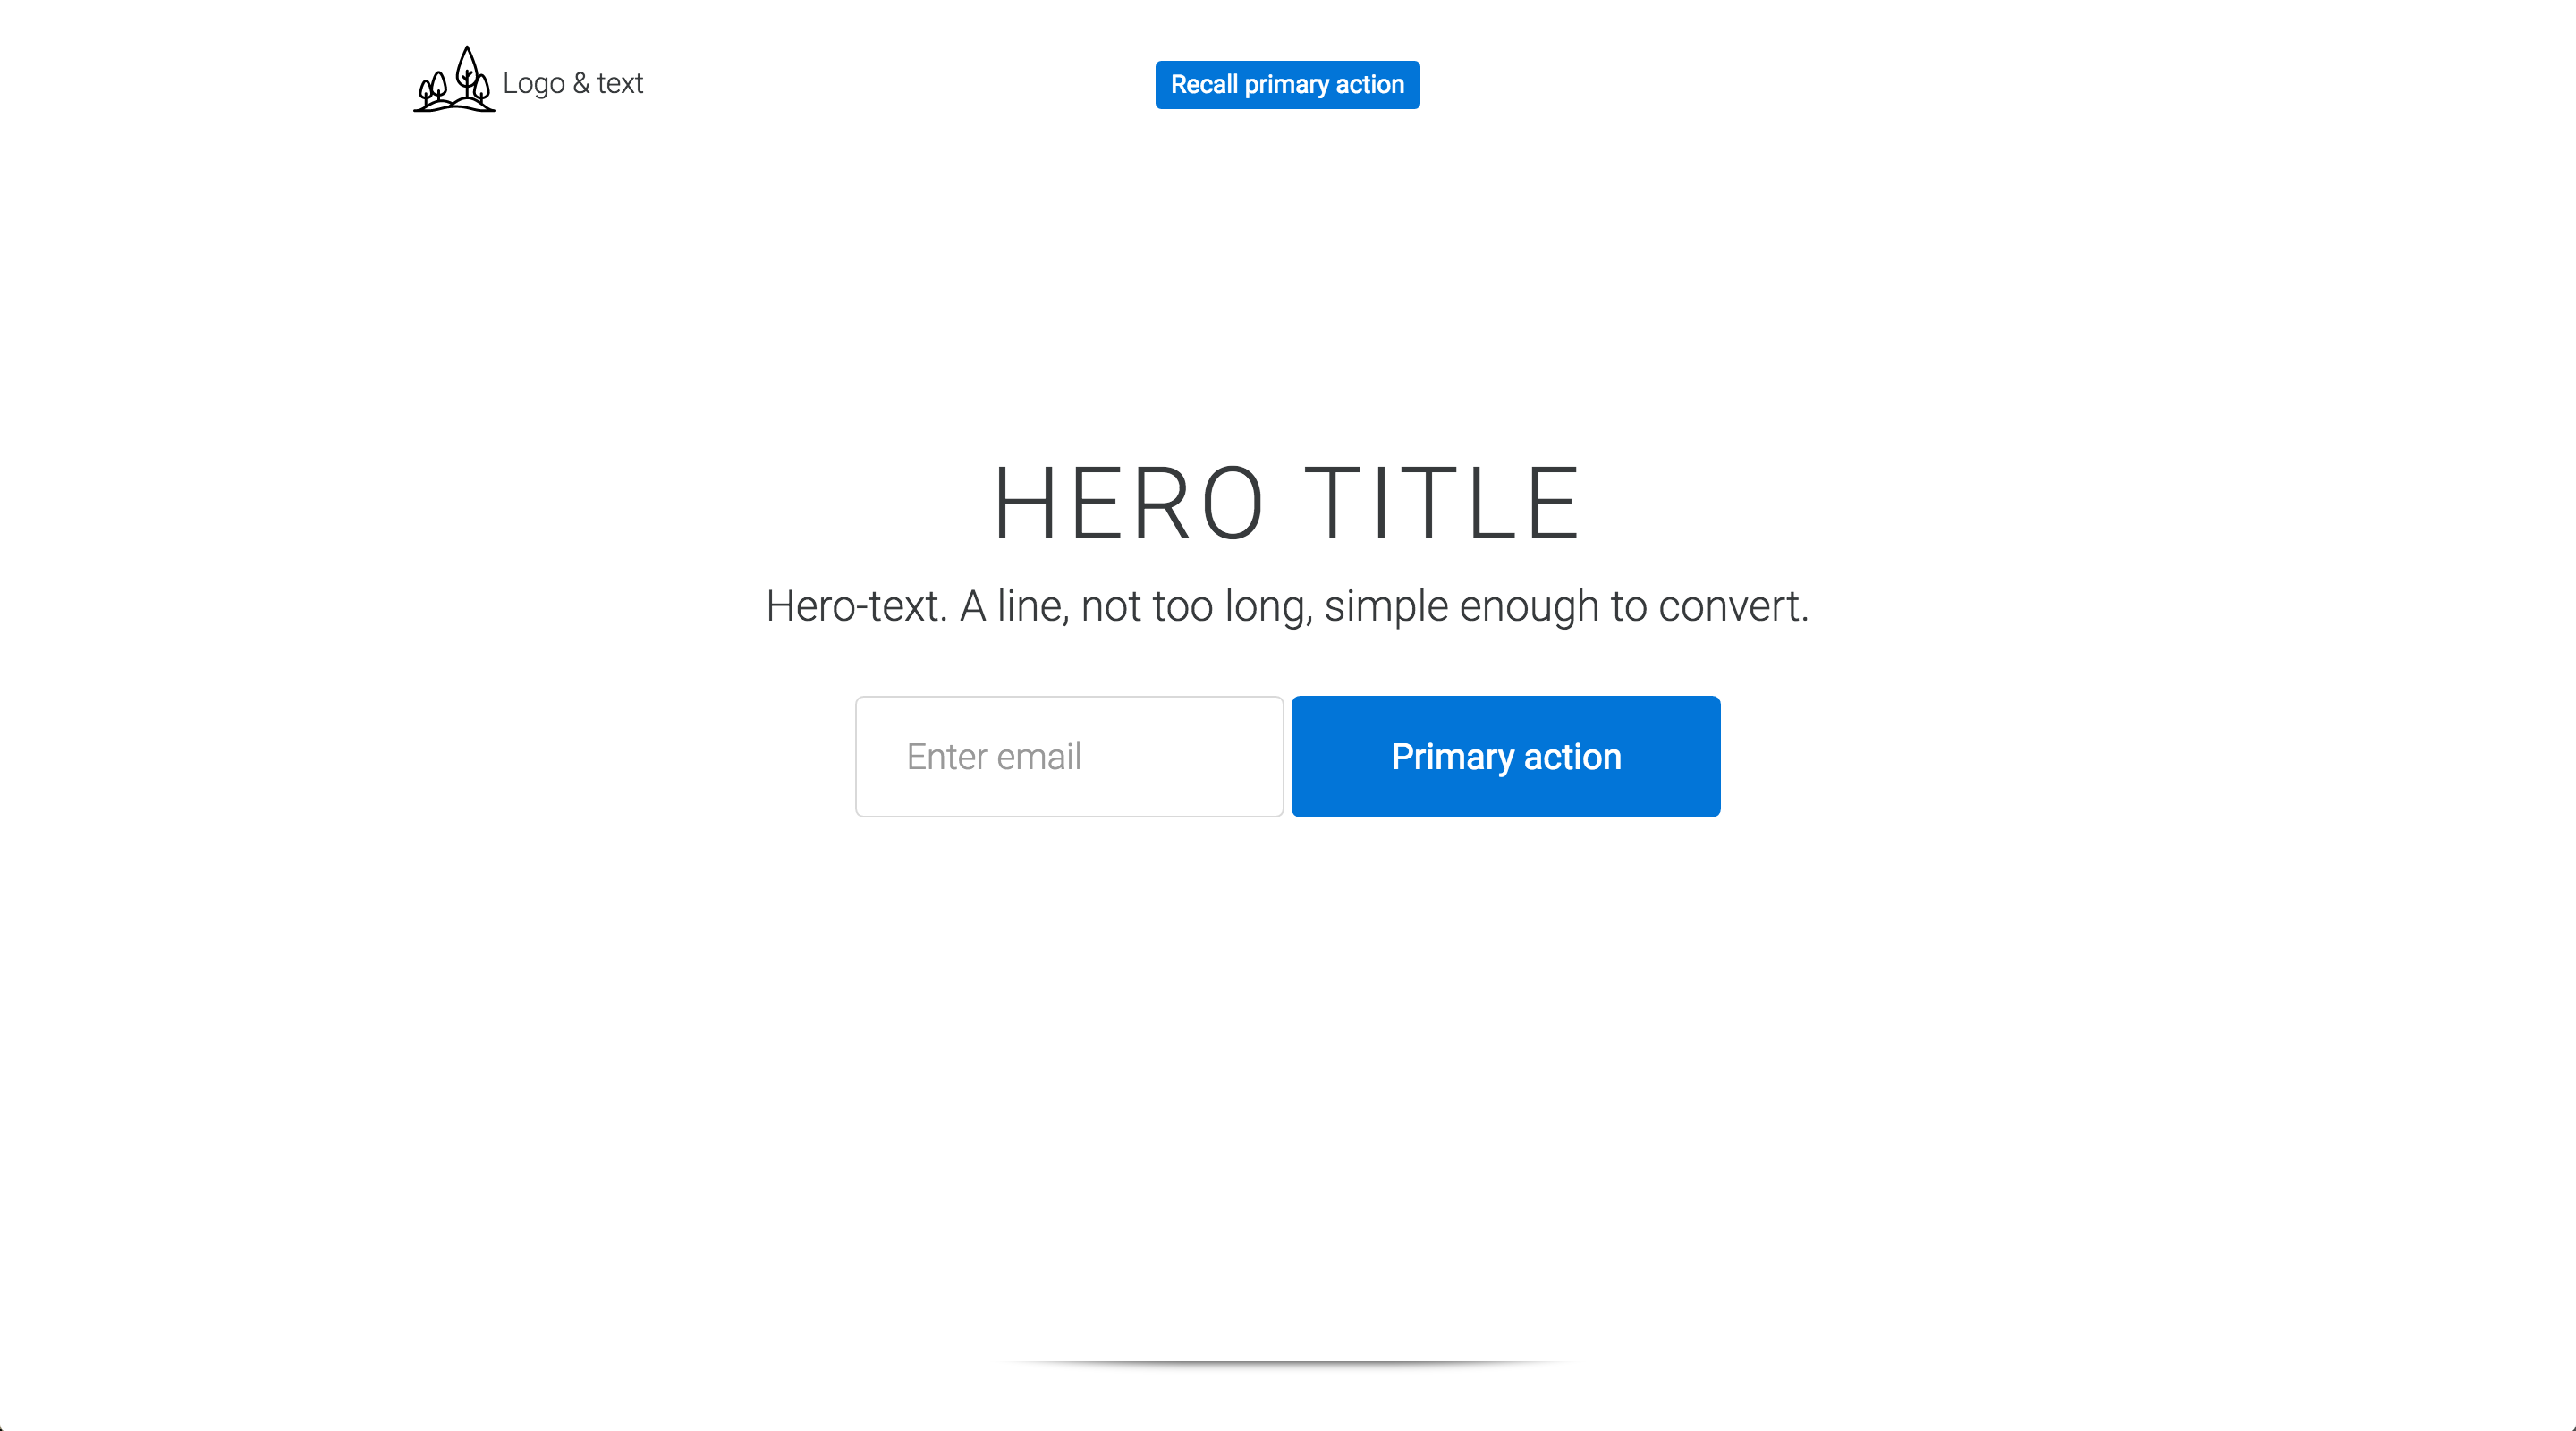 Logo & text
Recall primary action
HERO TITLE
Hero-text. A line, not too long, simple enough to convert.
Enter email
Primary action